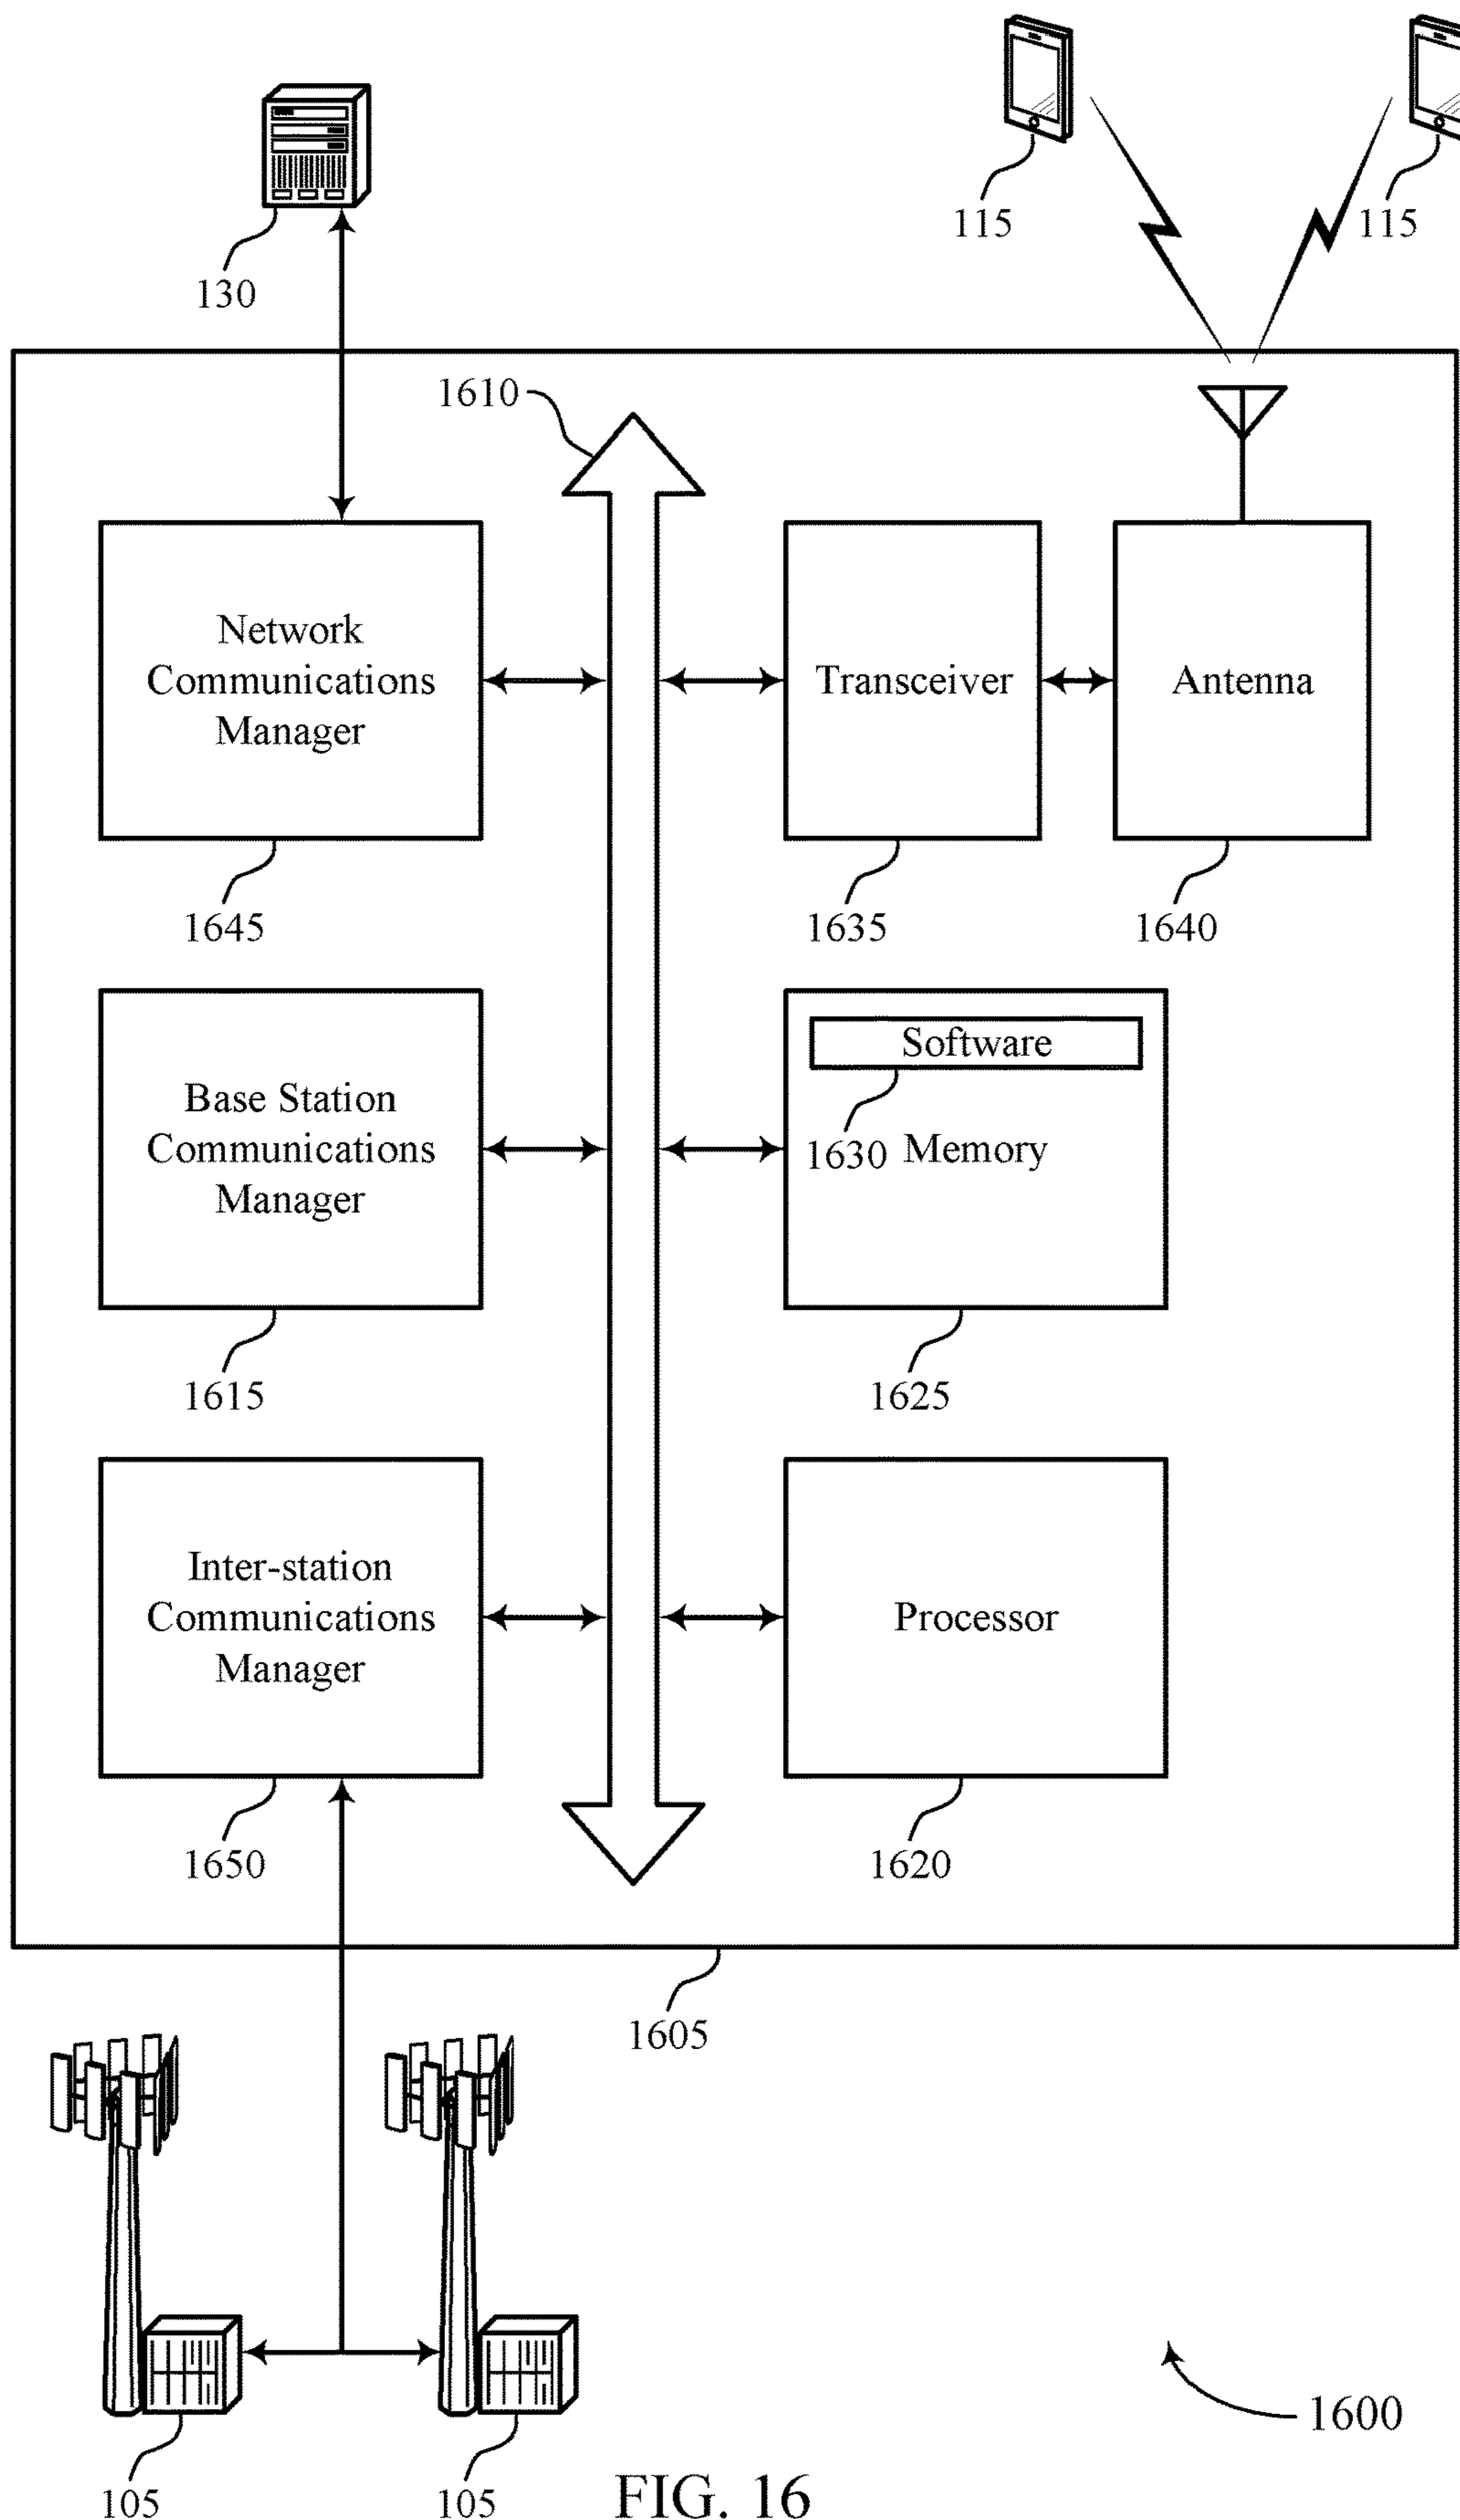 115
115
130
1610
Network
Communications
Manager
Transceiver
Antenna
1645
1635
1640
Software
Base Station
Communications
Manager
1630
Memory
1615
1625
Inter-station
Communications
Manager
Processor
1650
1620
1605
1600
105
105
FIG. 16